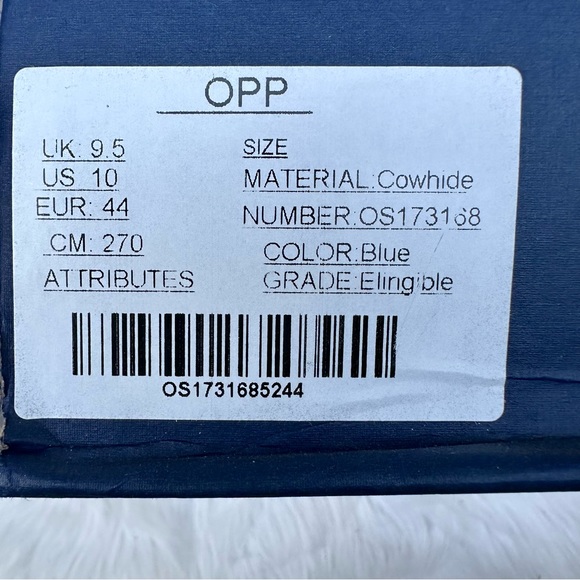 OPP
UK: 9.5
US 10
EUR: 44
CM: 270
ATTRIBUTES
SIZE
MATERIAL:Cowhide
NUMBER:OS173168
COLOR:Blue
GRADE:Elingible
OS1731685244